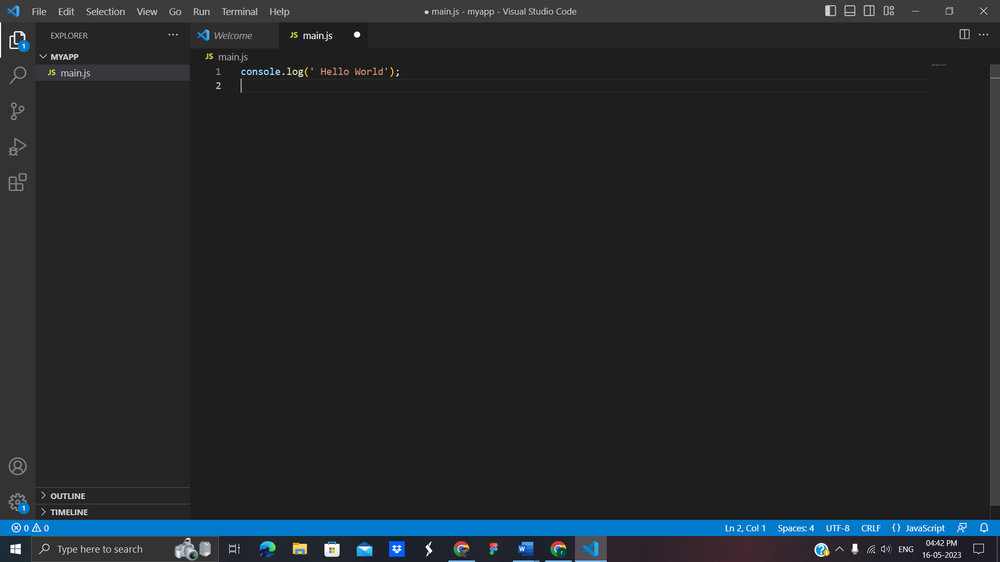 File Edit Selection View Go Run Terminal Help
● main.js - myapp - Visual Studio Code
EXPLORER
1
MYAPP
JS main.js
Welcome
JS main.js
JS main.js
1 console.log(' Hello World');
2
OUTLINE
TIMELINE
1
0 0
Ln 2, Col 1 Spaces: 4 UTF-8 CRLF {} JavaScript
Type here to search
W
r
ENG
04:42 PM
16-05-2023